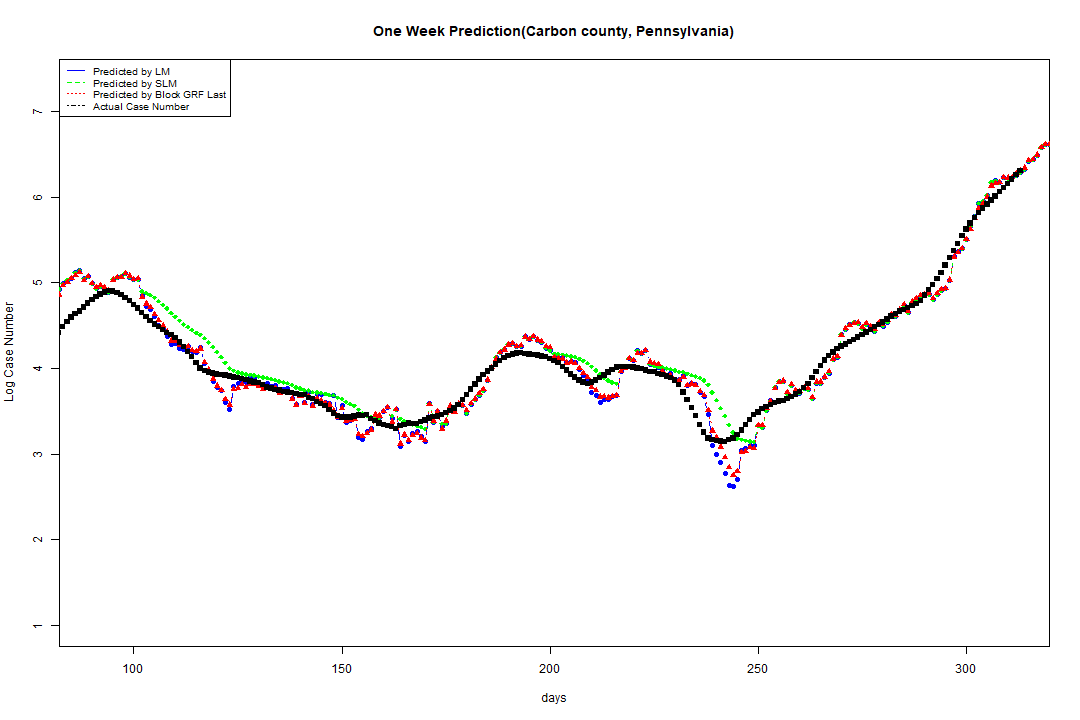 One Week Prediction(Carbon county, Pennsylvania)
Predicted by LM
Predicted by SLM
Predicted by Block GRF Last
Actual Case Number
7
6
5
4
3
2
1
Log Case Number
100 150 200 250 300
days